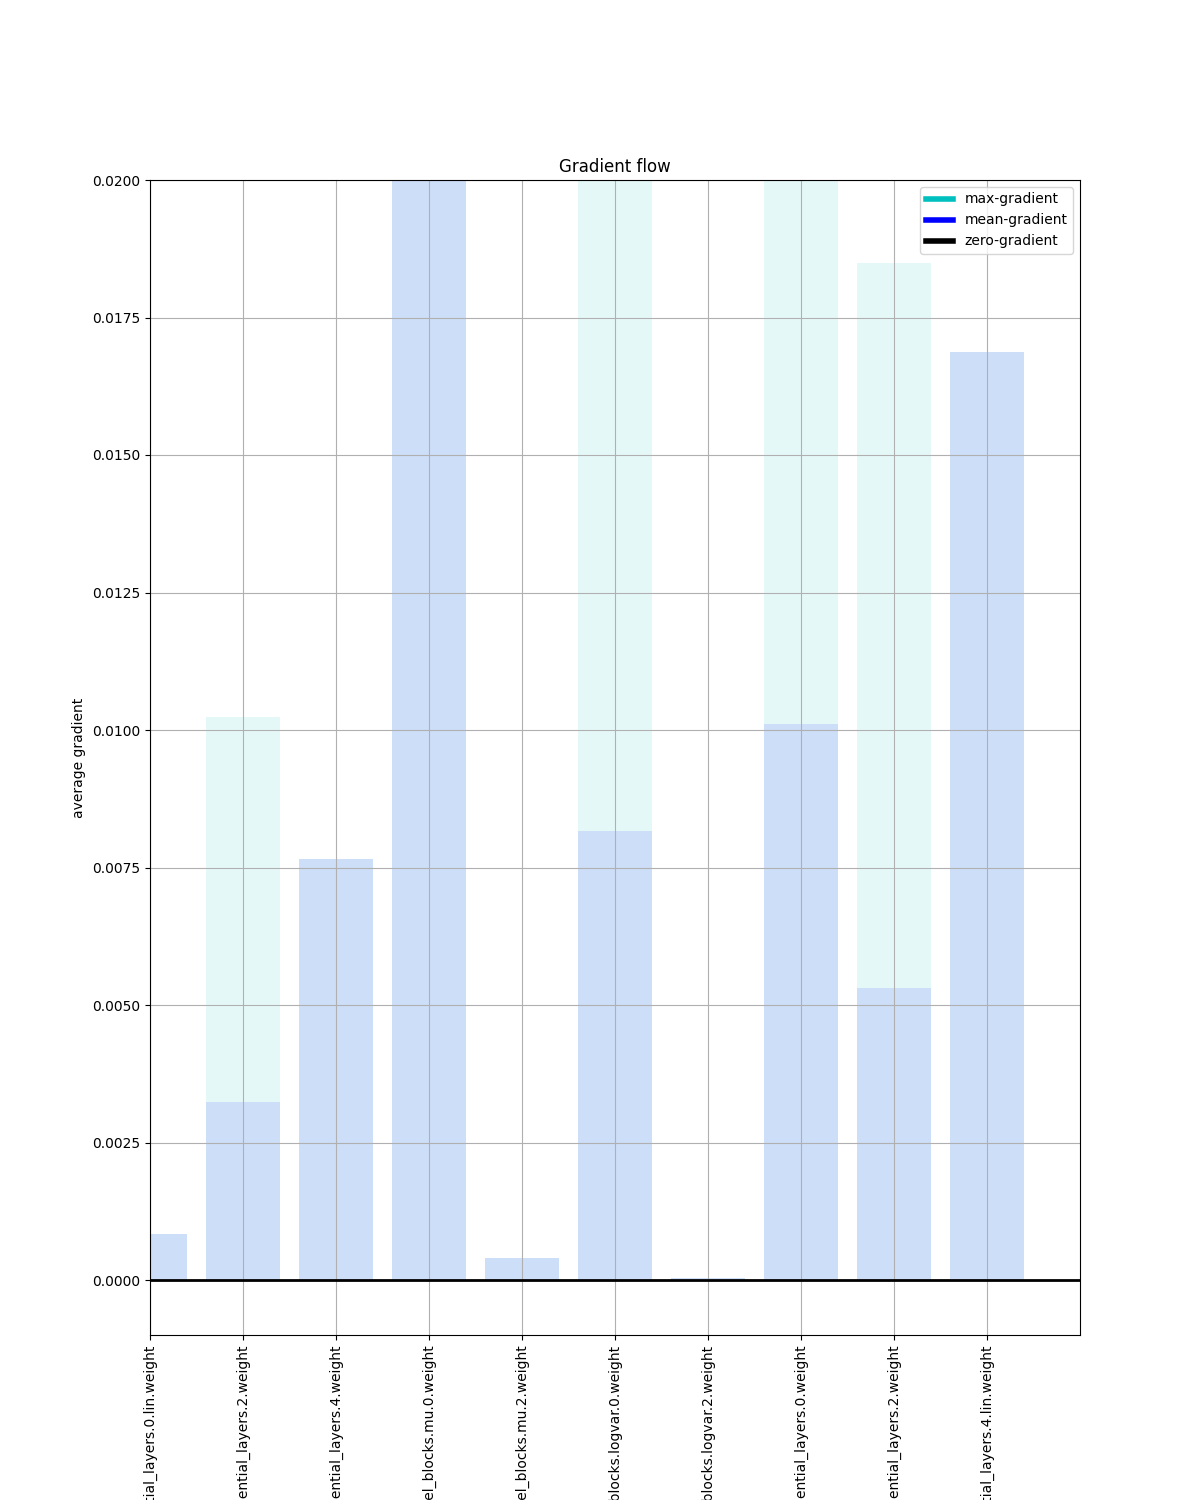 Gradient flow
max-gradient
mean-gradient
zero-gradient
0.0200
0.0175
0.0150
0.0125
0.0100
0.0075
0.0050
0.0025
0.0000
average gradient
tial_layers.0.lin.weight
ential_layers.2.weight
ential_layers.4.weight
el_blocks.mu.0.weight
el_blocks.mu.2.weight
blocks.logvar.0.weight
blocks.logvar.2.weight
ential_layers.0.weight
ential_layers.2.weight
tial_layers.4.lin.weight